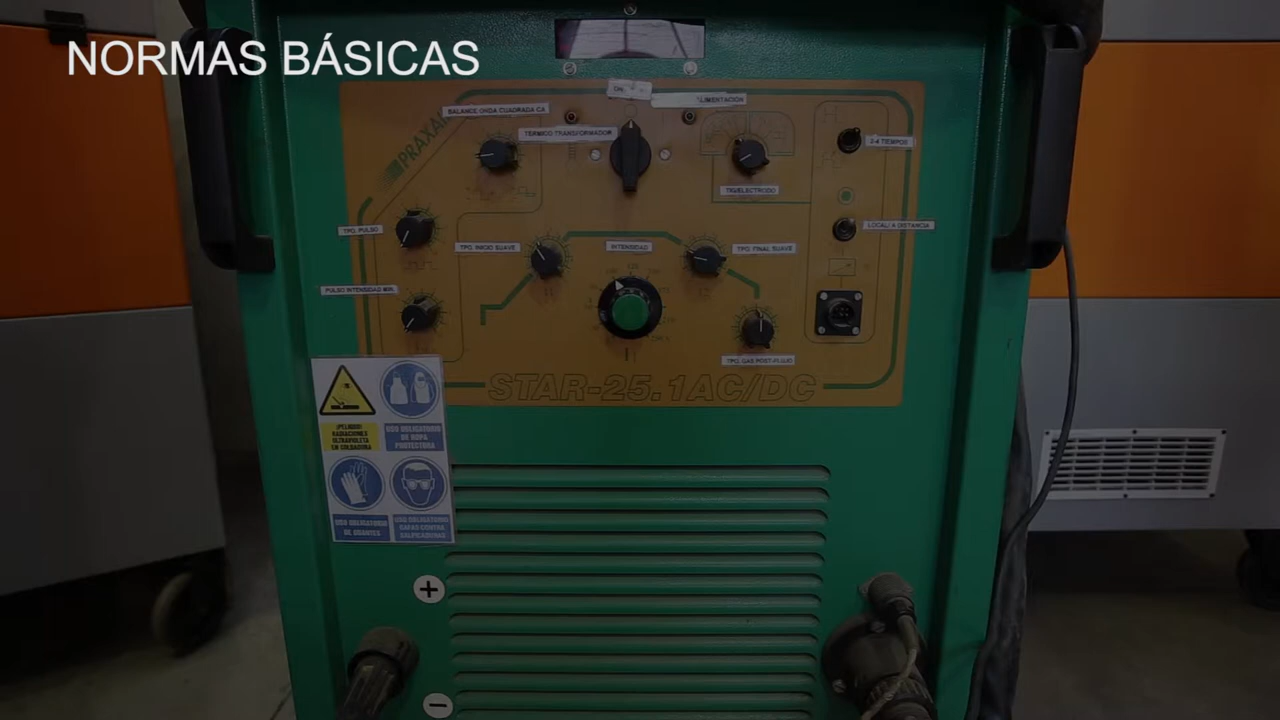 NORMAS BÁSICAS
ON
ALIMENTACIÓN
BALANCE ONDA CUADRADA CA
TERMICO TRANSFORMADOR
PRAXAIR
2-4 TIEMPOS
TIG/ELECTRODO
TPO. PULSO
TPO. INICIO SUAVE
INTENSIDAD
TPO. FINAL SUAVE
LOCAL/ A DISTANCIA
PULSO INTENSIDAD MIN.
TPO. GAS POST-FLUJO
STAR-25.1AC/DC
¡PELIGRO!
RADIACIONES
ULTRAVIOLETA
EN SOLDADURA
USO OBLIGATORIO
DE ROPA
PROTECTORA
USO OBLIGATORIO
DE GUANTES
USO OBLIGATORIO
GAFAS CONTRA
SALPICADURAS
+
−